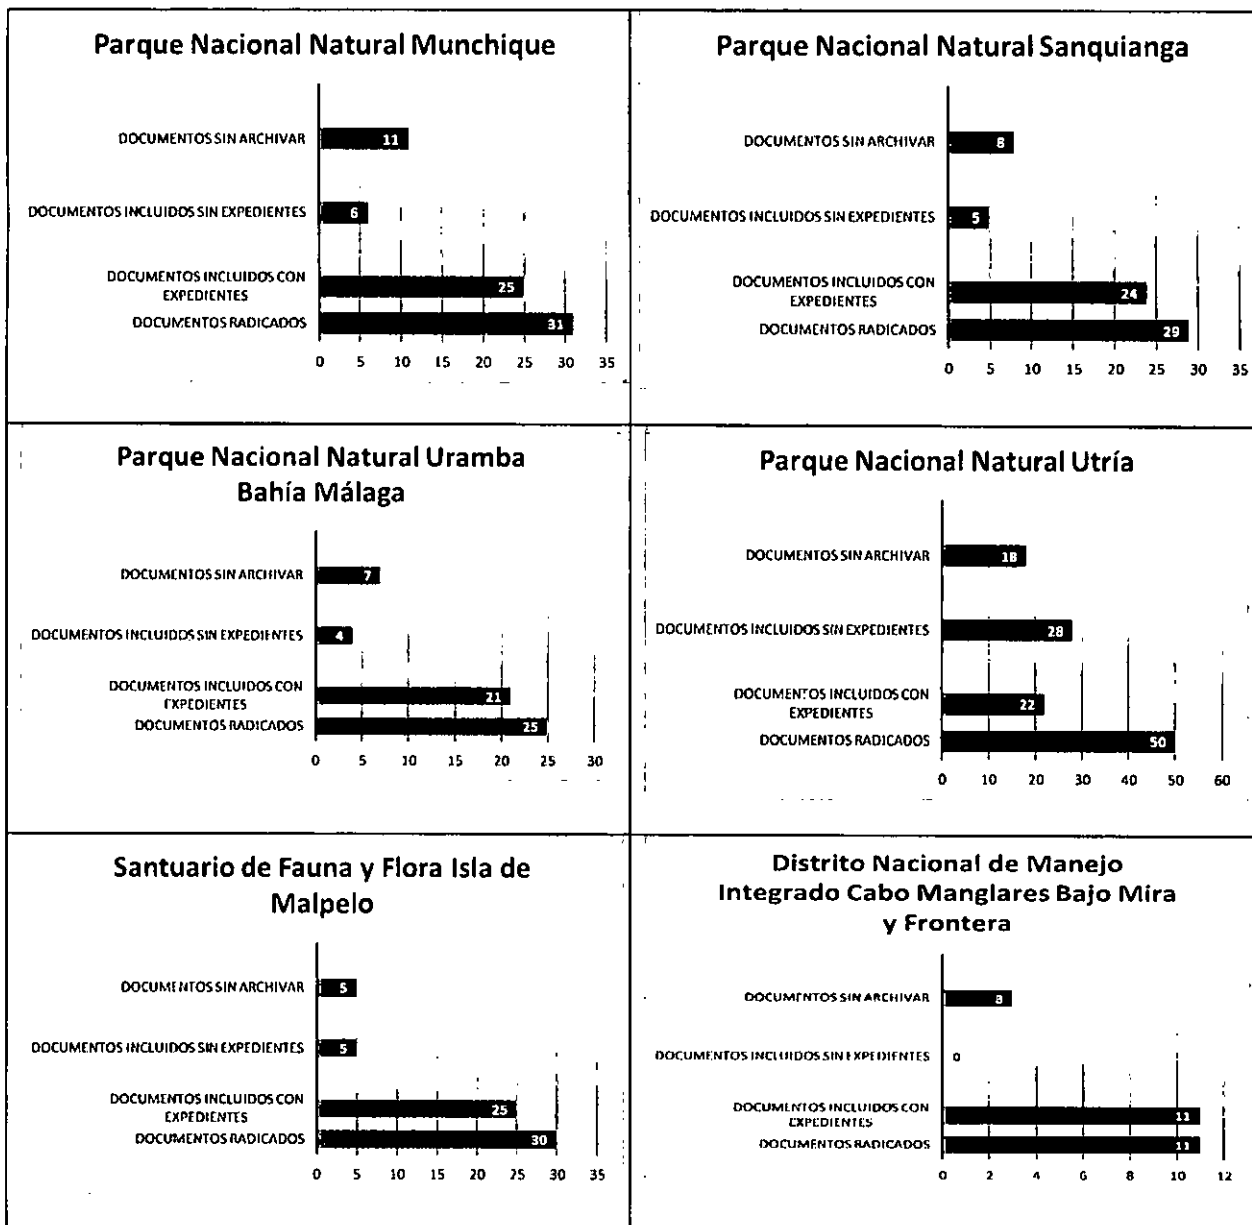 Parque Nacional Natural Munchique
DOCUMENTOS SIN ARCHIVAR
11
DOCUMENTOS INCLUIDOS SIN EXPEDIENTES
6
DOCUMENTOS INCLUIDOS CON
EXPEDIENTES
25
DOCUMENTOS RADICADOS
31
0 5 10 15 20 25 30 35
Parque Nacional Natural Sanquianga
DOCUMENTOS SIN ARCHIVAR
8
DOCUMENTOS INCLUIDOS SIN EXPEDIENTES
5
DOCUMENTOS INCLUIDOS CON
EXPEDIENTES
24
DOCUMENTOS RADICADOS
29
0 5 10 15 20 25 30 35
Parque Nacional Natural Uramba
Bahía Málaga
DOCUMENTOS SIN ARCHIVAR
7
DOCUMENTOS INCLUIDOS SIN EXPEDIENTES
4
DOCUMENTOS INCLUIDOS CON
EXPEDIENTES
21
DOCUMENTOS RADICADOS
25
0 5 10 15 20 25 30
Parque Nacional Natural Utría
DOCUMENTOS SIN ARCHIVAR
18
DOCUMENTOS INCLUIDOS SIN EXPEDIENTES
28
DOCUMENTOS INCLUIDOS CON
EXPEDIENTES
22
DOCUMENTOS RADICADOS
50
0 10 20 30 40 50 60
Santuario de Fauna y Flora Isla de
Malpelo
DOCUMENTOS SIN ARCHIVAR
5
DOCUMENTOS INCLUIDOS SIN EXPEDIENTES
5
DOCUMENTOS INCLUIDOS CON
EXPEDIENTES
25
DOCUMENTOS RADICADOS
30
0 5 10 15 20 25 30 35
Distrito Nacional de Manejo
Integrado Cabo Manglares Bajo Mira
y Frontera
DOCUMENTOS SIN ARCHIVAR
3
DOCUMENTOS INCLUIDOS SIN EXPEDIENTES
0
DOCUMENTOS INCLUIDOS CON
EXPEDIENTES
11
DOCUMENTOS RADICADOS
11
0 2 4 6 8 10 12